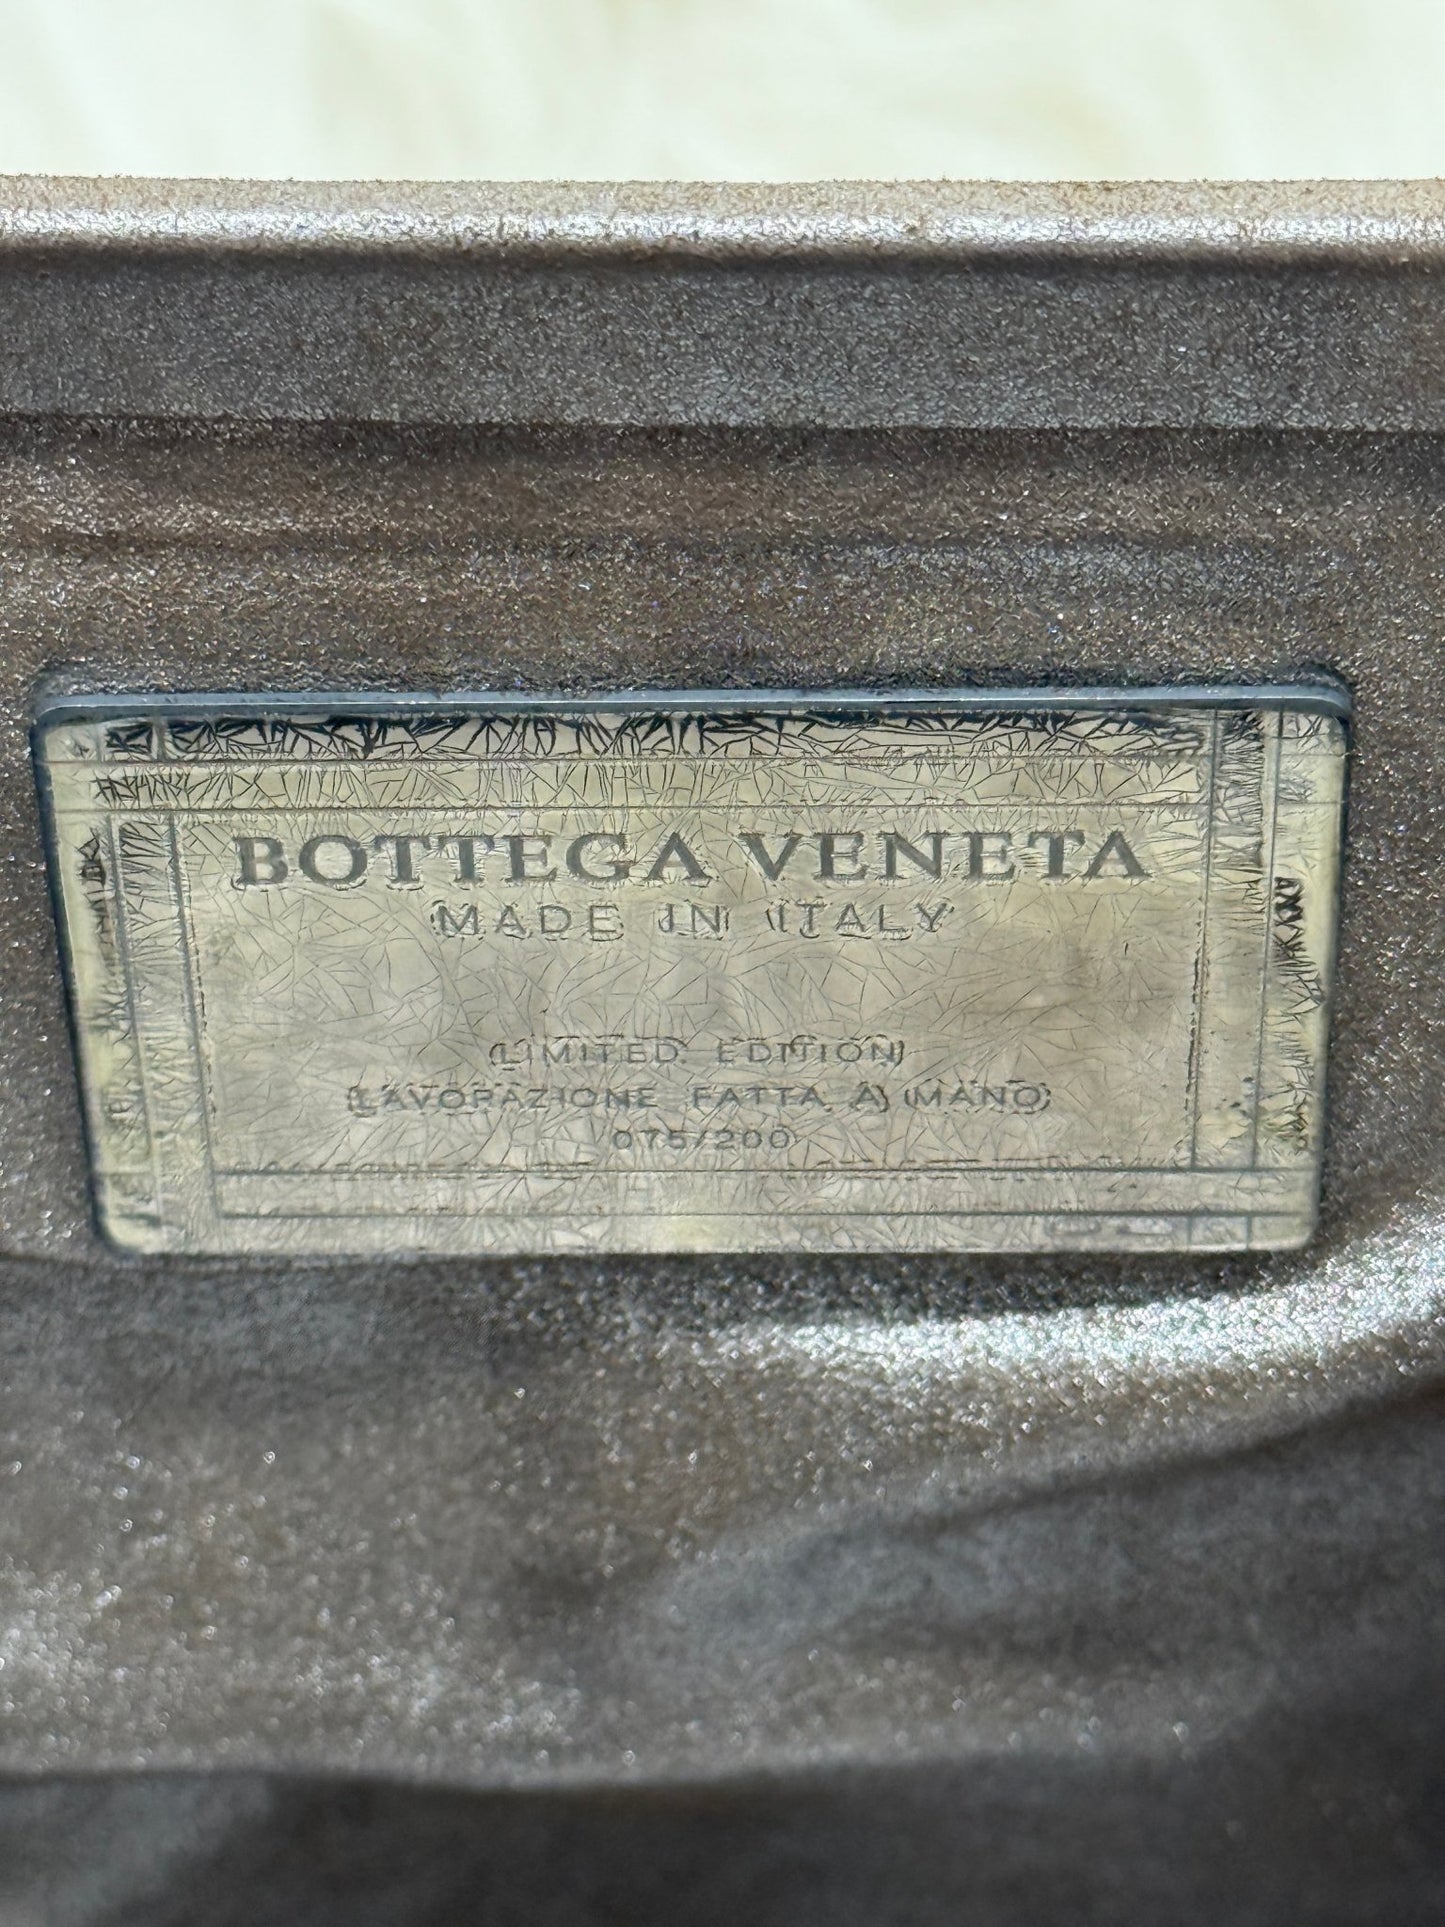 BOTTEGA VENETA
MADE IN ITALY
LIMITED EDITION
LAVORAZIONE FATTA A MANO
075/200